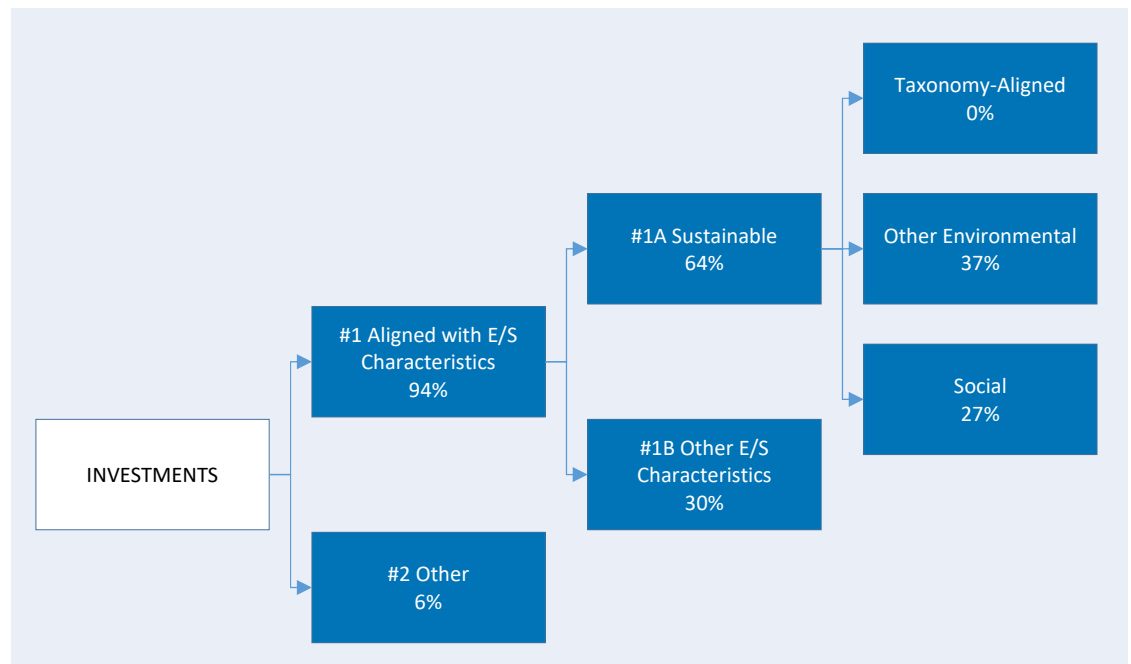 INVESTMENTS
#1 Aligned with E/S
Characteristics
94%
#2 Other
6%
#1A Sustainable
64%
#1B Other E/S
Characteristics
30%
Taxonomy-Aligned
0%
Other Environmental
37%
Social
27%